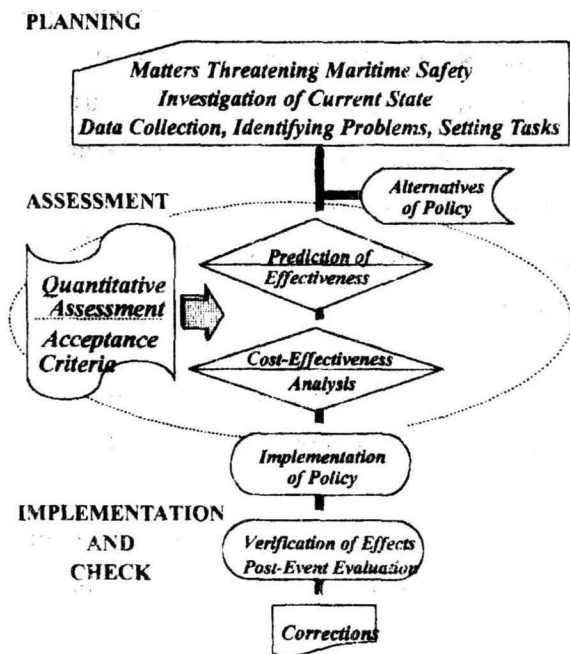 PLANNING
Matters Threatening Maritime Safety
Investigation of Current State
Data Collection, Identifying Problems, Setting Tasks
Alternatives
of Policy
ASSESSMENT
Prediction of
Effectiveness
Quantitative
Assessment
Acceptance
Criteria
Cost-Effectiveness
Analysis
Implementation
of Policy
IMPLEMENTATION
AND
CHECK
Verification of Effects
Post-Event Evaluation
Corrections